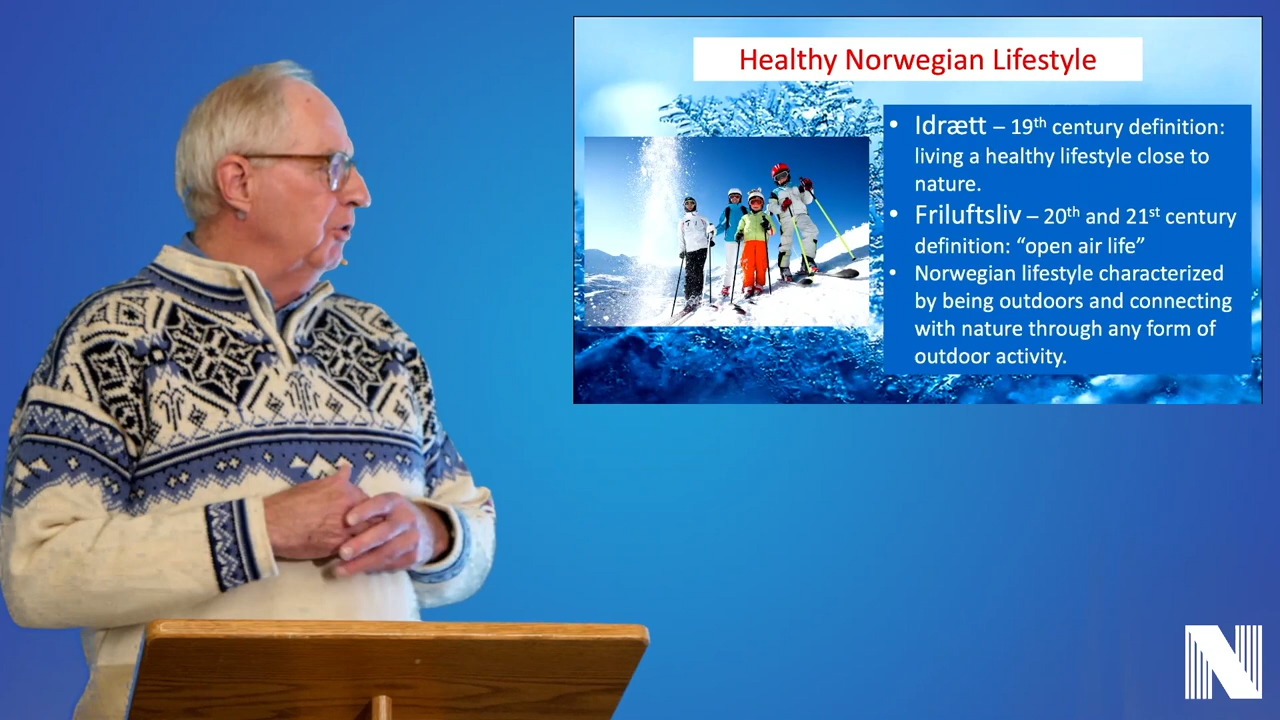 Healthy Norwegian Lifestyle
• Idrætt – 19th century definition:
living a healthy lifestyle close to
nature.
• Friluftsliv – 20th and 21st century
definition: “open air life”
• Norwegian lifestyle characterized
by being outdoors and connecting
with nature through any form of
outdoor activity.
N